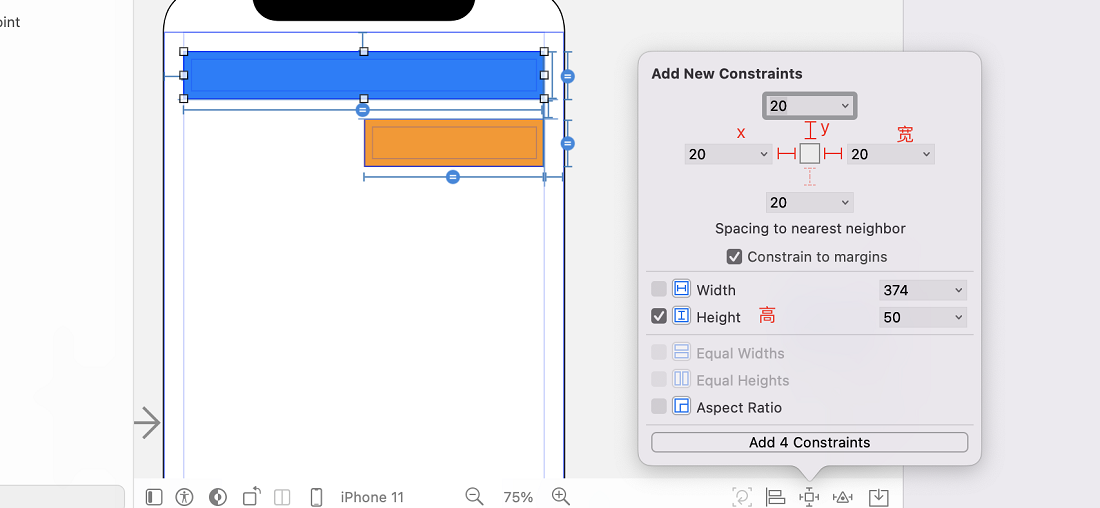 oint
Add New Constraints
20
x
y
宽
20
20
20
Spacing to nearest neighbor
Constrain to margins
Width
374
Height
高
50
Equal Widths
Equal Heights
Aspect Ratio
Add 4 Constraints
iPhone 11
75%